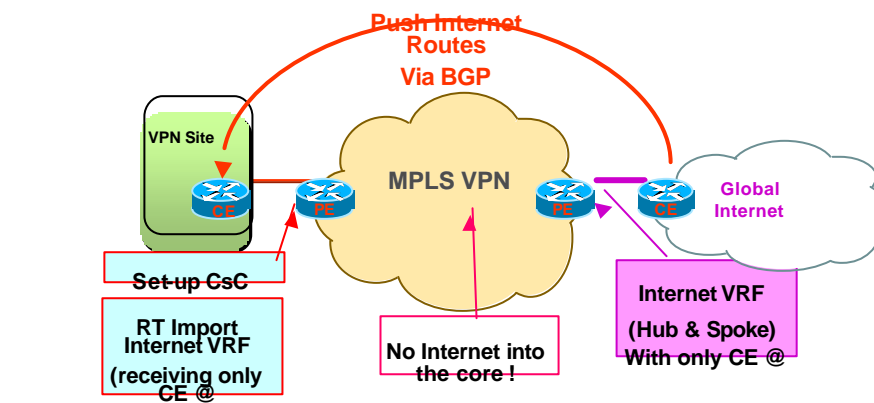 Push Internet
Routes
Via BGP
VPN Site
MPLS VPN
Global
Internet
CE
PE
PE
CE
Set-up CsC
RT Import
Internet VRF
(receiving only
CE @
No Internet into
the core !
Internet VRF
(Hub & Spoke)
With only CE @